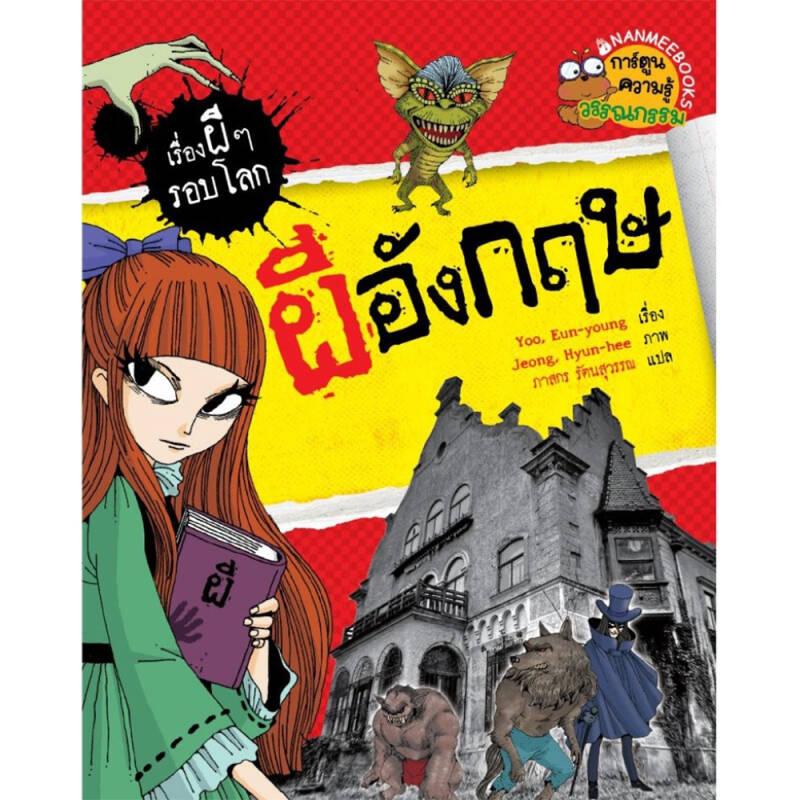 NANMEEBOOKS
การ์ตูน
ความรู้
วรรณกรรม
เรื่องผีๆ
รอบโลก
ผีอังกฤษ
Yoo, Eun-young เรื่อง
Jeong, Hyun-hee ภาพ
ภาสกร รัตนสุวรรณ แปล
ผี